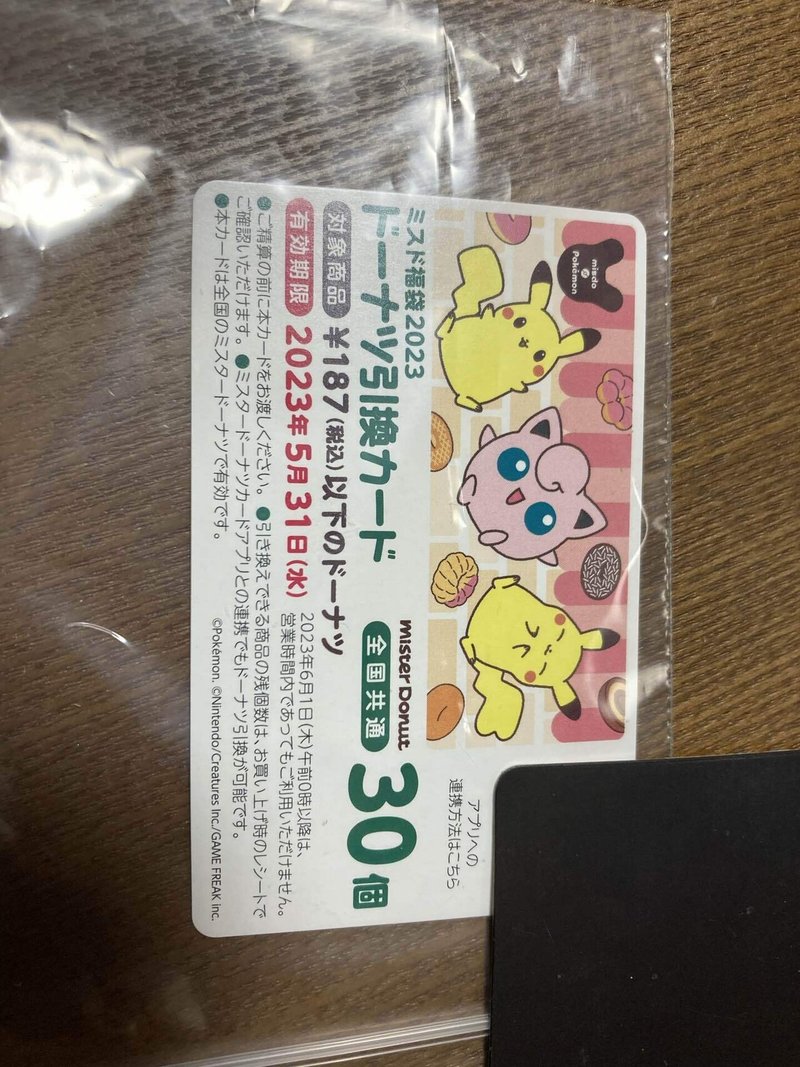 misdo
Pokémon
ミスド福袋2023
ドーナツ引換カード
mister Donut
全国共通
30個
アプリへの
連携方法はこちら
対象商品 ¥187(税込)以下のドーナツ
有効期限 2023年5月31日(水)
2023年6月1日(木)午前0時以降は、
営業時間内であってもご利用いただけません。
●ご精算の前に本カードをお渡しください。 ●引き換えできる商品の残個数は、お買い上げ時のレシートで
ご確認いただけます。 ●ミスタードーナツカードアプリとの連携でもドーナツ引換が可能です。
●本カードは全国のミスタードーナツで有効です。
©Pokémon. ©Nintendo/Creatures Inc./GAME FREAK inc.